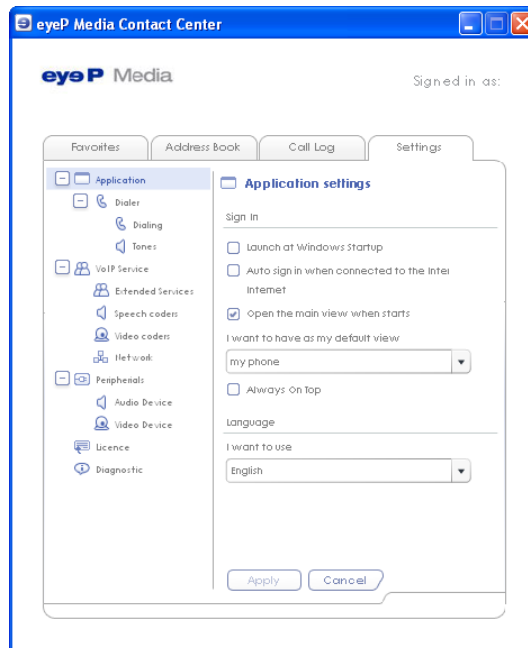 eyeP Media Contact Center
eyeP Media
Signed in as:
Favorites
Address Book
Call Log
Settings
Application
Dialer
Dialing
Tones
VoIP Service
Extended Services
Speech coders
Video coders
Network
Peripherials
Audio Device
Video Device
Licence
Diagnostic
Application settings
Sign In
Launch at Windows Startup
Auto sign in when connected to the Inter
Internet
Open the main view when starts
I want to have as my default view
my phone
Always On Top
Language
I want to use
English
Apply
Cancel